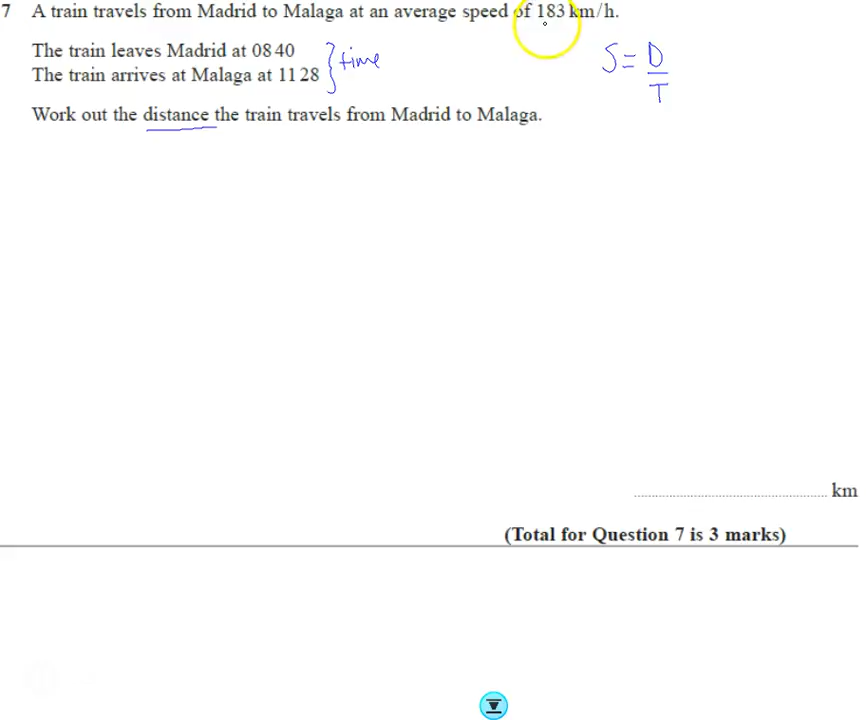 7 A train travels from Madrid to Malaga at an average speed of 183 km/h.
The train leaves Madrid at 08 40
The train arrives at Malaga at 11 28
time
S = D
T
Work out the distance the train travels from Madrid to Malaga.
km
(Total for Question 7 is 3 marks)